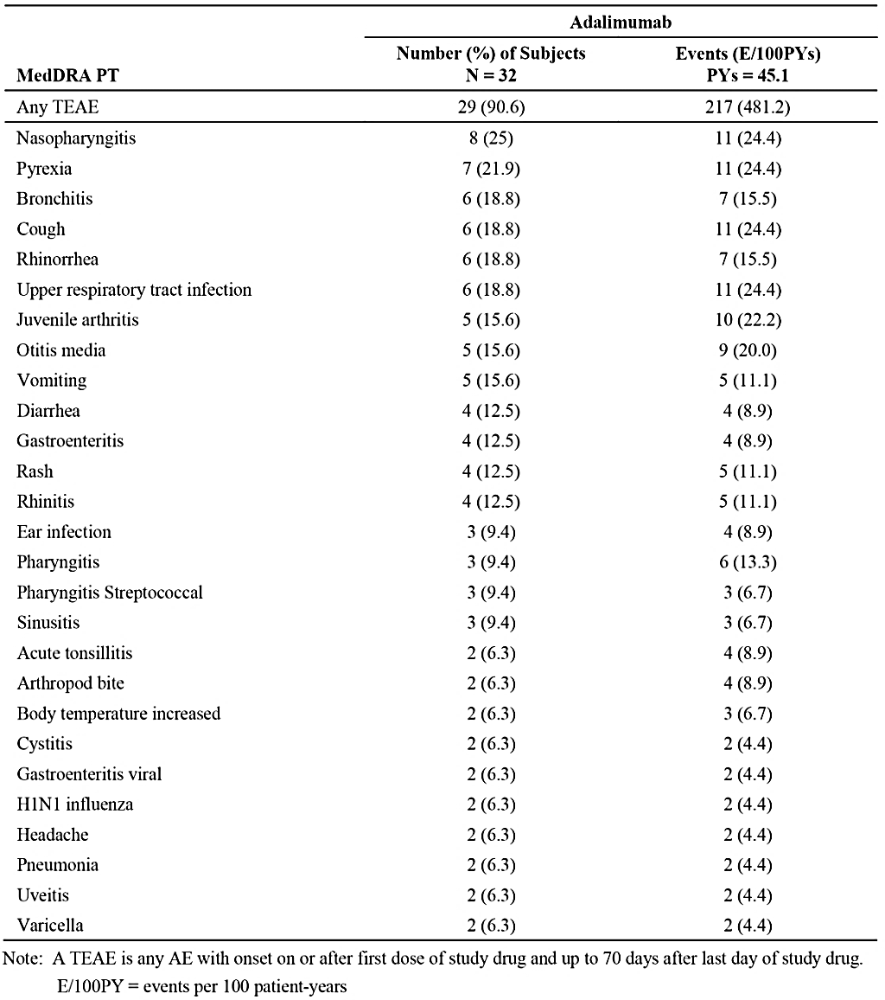 Adalimumab
Number (%) of Subjects Events (E/100PYs)
MedDRA PT N = 32 PYs = 45.1
Any TEAE 29 (90.6) 217 (481.2)
Nasopharyngitis 8 (25) 11 (24.4)
Pyrexia 7 (21.9) 11 (24.4)
Bronchitis 6 (18.8) 7 (15.5)
Cough 6 (18.8) 11 (24.4)
Rhinorrhea 6 (18.8) 7 (15.5)
Upper respiratory tract infection 6 (18.8) 11 (24.4)
Juvenile arthritis 5 (15.6) 10 (22.2)
Otitis media 5 (15.6) 9 (20.0)
Vomiting 5 (15.6) 5 (11.1)
Diarrhea 4 (12.5) 4 (8.9)
Gastroenteritis 4 (12.5) 4 (8.9)
Rash 4 (12.5) 5 (11.1)
Rhinitis 4 (12.5) 5 (11.1)
Ear infection 3 (9.4) 4 (8.9)
Pharyngitis 3 (9.4) 6 (13.3)
Pharyngitis Streptococcal 3 (9.4) 3 (6.7)
Sinusitis 3 (9.4) 3 (6.7)
Acute tonsillitis 2 (6.3) 4 (8.9)
Arthropod bite 2 (6.3) 4 (8.9)
Body temperature increased 2 (6.3) 3 (6.7)
Cystitis 2 (6.3) 2 (4.4)
Gastroenteritis viral 2 (6.3) 2 (4.4)
H1N1 influenza 2 (6.3) 2 (4.4)
Headache 2 (6.3) 2 (4.4)
Pneumonia 2 (6.3) 2 (4.4)
Uveitis 2 (6.3) 2 (4.4)
Varicella 2 (6.3) 2 (4.4)
Note: A TEAE is any AE with onset on or after first dose of study drug and up to 70 days after last day of study drug.
E/100PY = events per 100 patient-years